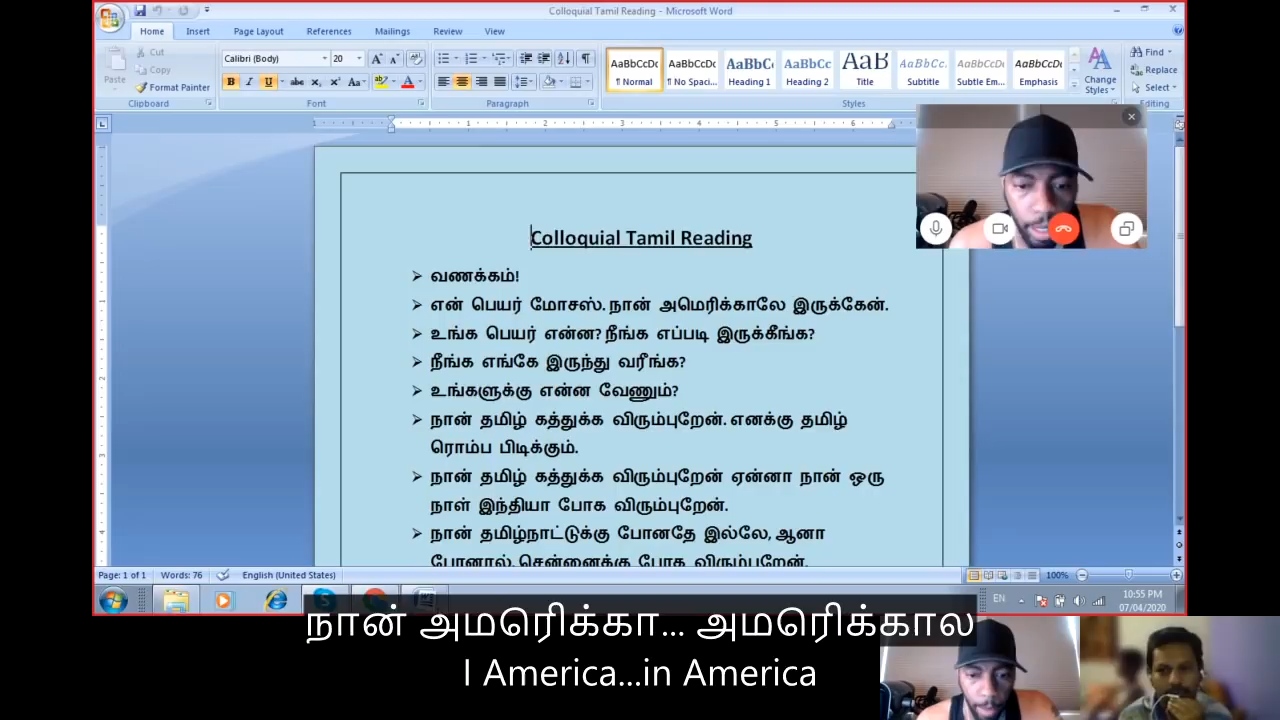 Colloquial Tamil Reading - Microsoft Word
Home Insert Page Layout References Mailings Review View
Paste
Cut
Copy
Format Painter
Clipboard
Calibri (Body) 20
B I U abc
Font
Paragraph
AaBbCcDc AaBbCcDc AaBbC AaBbCc AaB AaBbCc. AaBbCcDc AaBbCcDc
¶ Normal ¶ No Spaci... Heading 1 Heading 2 Title Subtitle Subtle Em... Emphasis
Change Styles
Styles
Find
Replace
Select
Editing
Colloquial Tamil Reading
வணக்கம்!
என் பெயர் மோசஸ். நான் அமெரிக்காலே இருக்கேன்.
உங்க பெயர் என்ன? நீங்க எப்படி இருக்கீங்க?
நீங்க எங்கே இருந்து வரீங்க?
உங்களுக்கு என்ன வேணும்?
நான் தமிழ் கத்துக்க விரும்புறேன். எனக்கு தமிழ்
ரொம்ப பிடிக்கும்.
நான் தமிழ் கத்துக்க விரும்புறேன் ஏன்னா நான் ஒரு
நாள் இந்தியா போக விரும்புறேன்.
நான் தமிழ்நாட்டுக்கு போனதே இல்லே, ஆனா
போனால், சென்னைக்கு போக விரும்புறேன்.
Page: 1 of 1 Words: 76 English (United States) 100%
EN
10:55 PM
07/04/2020
நான் அமெரிக்கா... அமெரிக்கால
I America...in America